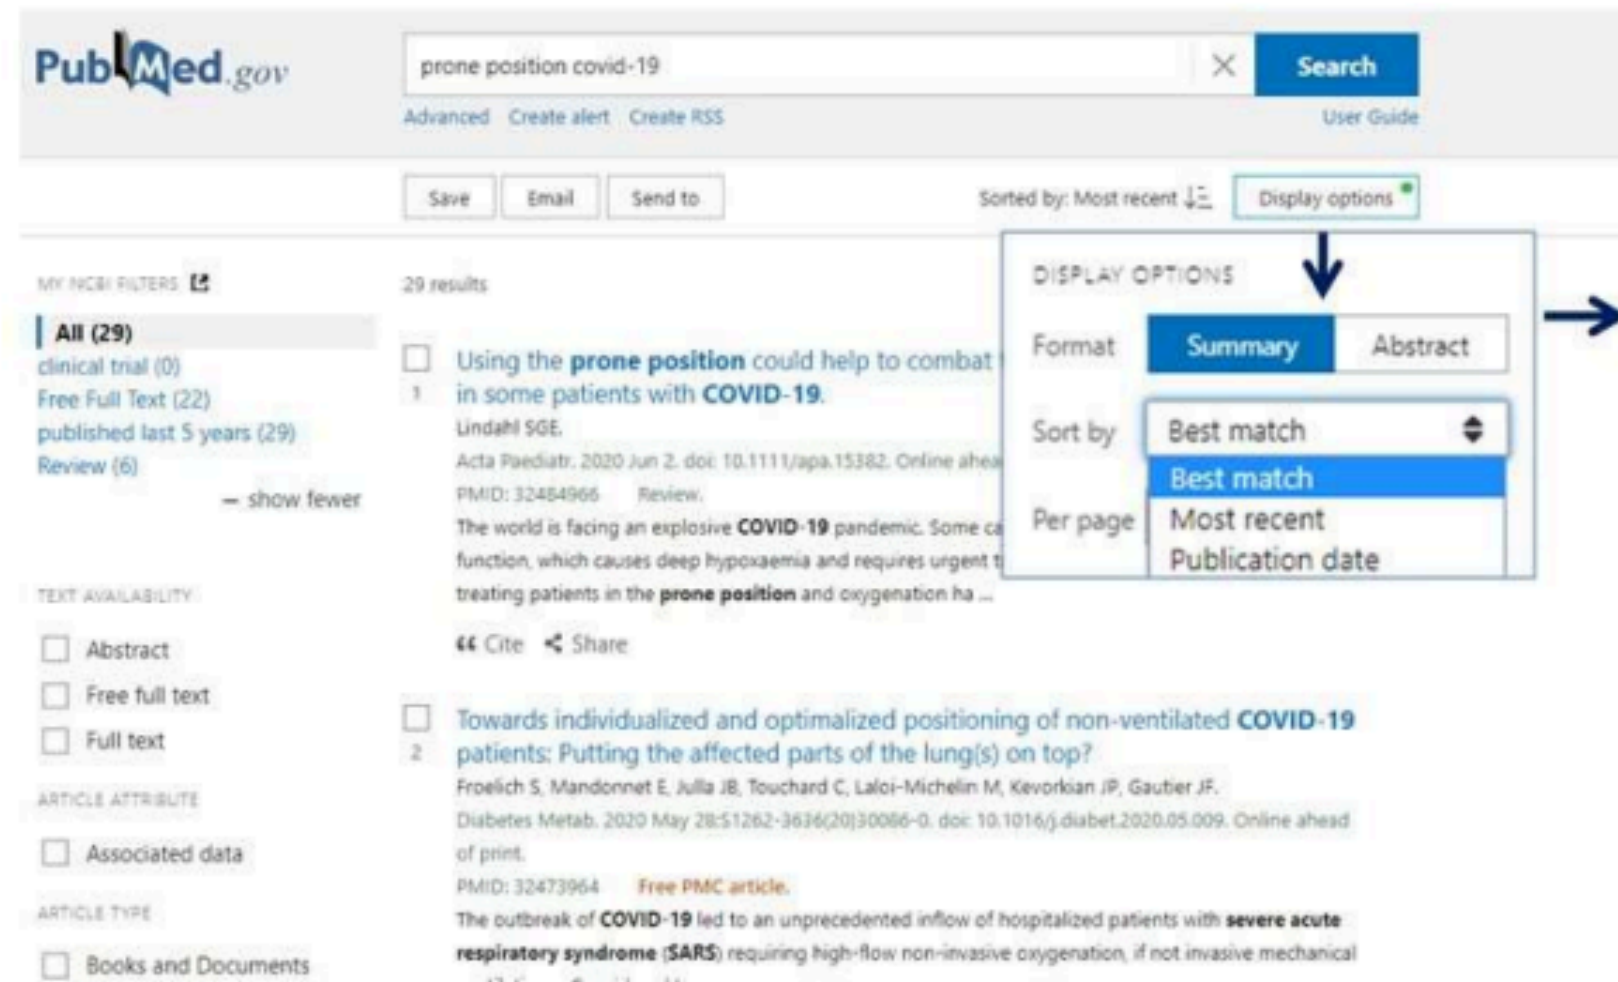 PubMed.gov
prone position covid-19
Search
Advanced Create alert Create RSS
User Guide
Save Email Send to
Sorted by: Most recent
Display options
MY NCBI FILTERS
All (29)
clinical trial (0)
Free Full Text (22)
published last 5 years (29)
Review (6)
— show fewer
TEXT AVAILABILITY
Abstract
Free full text
Full text
ARTICLE ATTRIBUTE
Associated data
ARTICLE TYPE
Books and Documents
29 results
1
Using the prone position could help to combat
in some patients with COVID-19.
Lindahl SGE.
Acta Paediatr. 2020 Jun 2. doi: 10.1111/apa.15382. Online ahea
PMID: 32484966 Review.
The world is facing an explosive COVID-19 pandemic. Some ca
function, which causes deep hypoxaemia and requires urgent t
treating patients in the prone position and oxygenation ha ...
Cite Share
2
Towards individualized and optimalized positioning of non-ventilated COVID-19
patients: Putting the affected parts of the lung(s) on top?
Froelich S, Mandonnet E, Julla JB, Touchard C, Laloi-Michelin M, Kevorkian JP, Gautier JF.
Diabetes Metab. 2020 May 28:S1262-3636(20)30086-0. doi: 10.1016/j.diabet.2020.05.009. Online ahead
of print.
PMID: 32473964 Free PMC article.
The outbreak of COVID-19 led to an unprecedented inflow of hospitalized patients with severe acute
respiratory syndrome (SARS) requiring high-flow non-invasive oxygenation, if not invasive mechanical
DISPLAY OPTIONS
Format Summary Abstract
Sort by Best match
Best match
Per page Most recent
Publication date